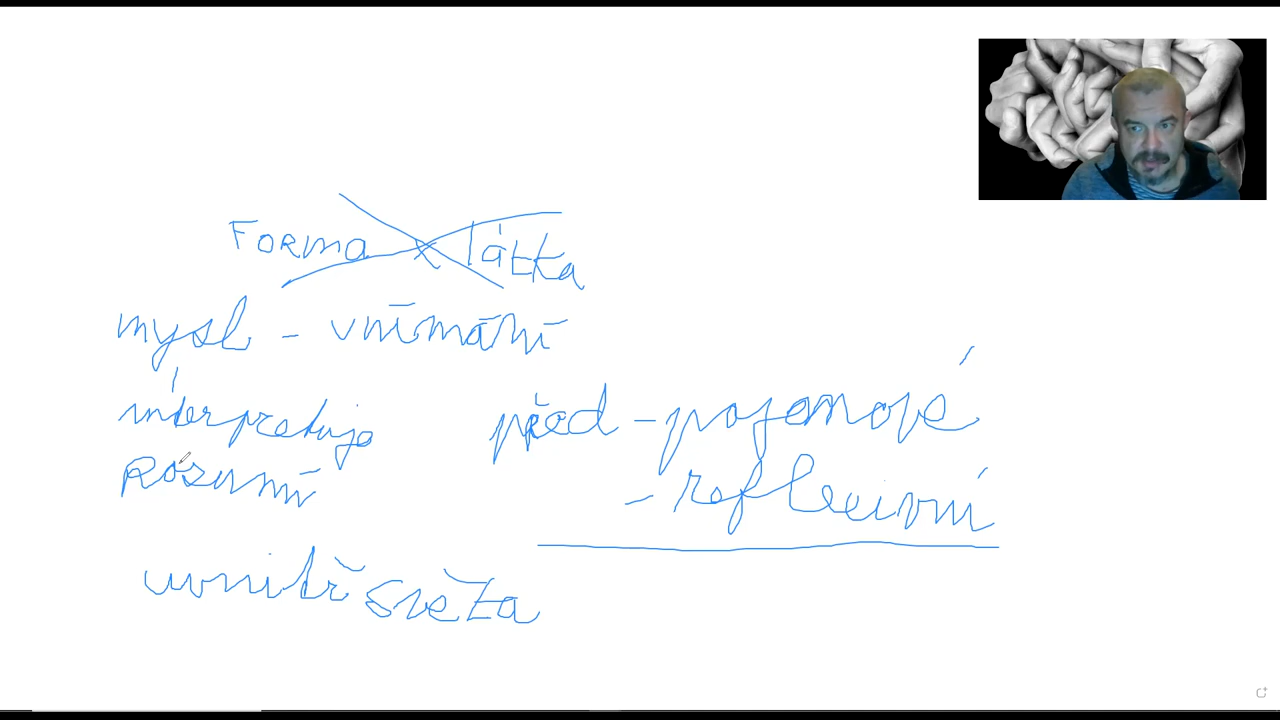 Forma x látka
mysl - vnímání
interpretuje
rozumí
před - pojmové
- reflexivní
uvnitř světa